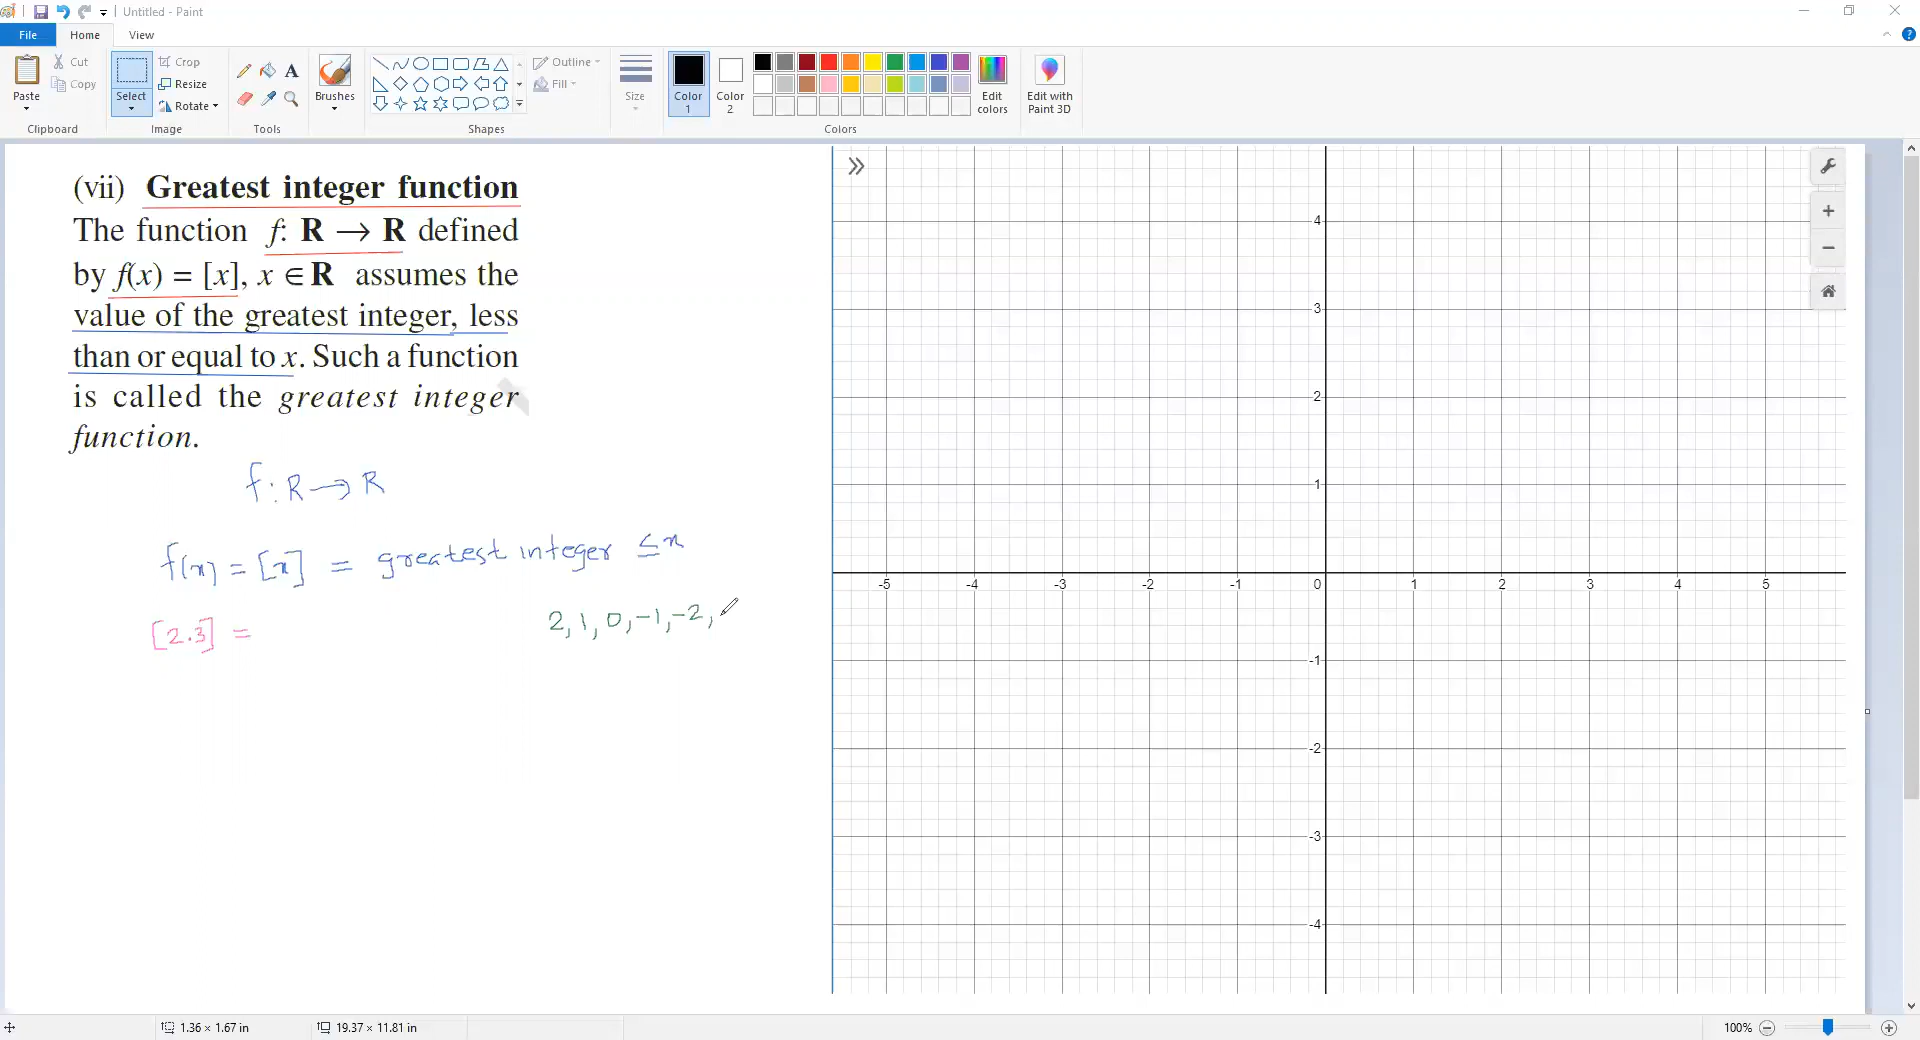 Untitled - Paint
File Home View
Paste
Cut
Copy
Clipboard
Select
Crop
Resize
Rotate
Image
A
Tools
Brushes
Outline
Fill
Shapes
Size
Color 1
Color 2
Edit colors
Colors
Edit with Paint 3D
(vii) Greatest integer function
The function f: R → R defined
by f(x) = [x], x ∈ R assumes the
value of the greatest integer, less
than or equal to x. Such a function
is called the greatest integer
function.
f : R → R
f(x) = [x] = greatest integer ≤ x
[2.3] =
2, 1, 0, -1, -2,
4
3
2
1
-5 -4 -3 -2 -1 0 1 2 3 4 5
-1
-2
-3
-4
1.36 × 1.67 in 19.37 × 11.81 in 100%